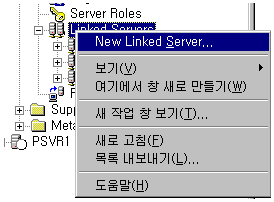 Server Roles
Linked Servers
New Linked Server...
보기(V)
여기에서 창 새로 만들기(W)
새 작업 창 보기(T)...
새로 고침(F)
목록 내보내기(L)...
도움말(H)
Supp
Meta
PSVR1